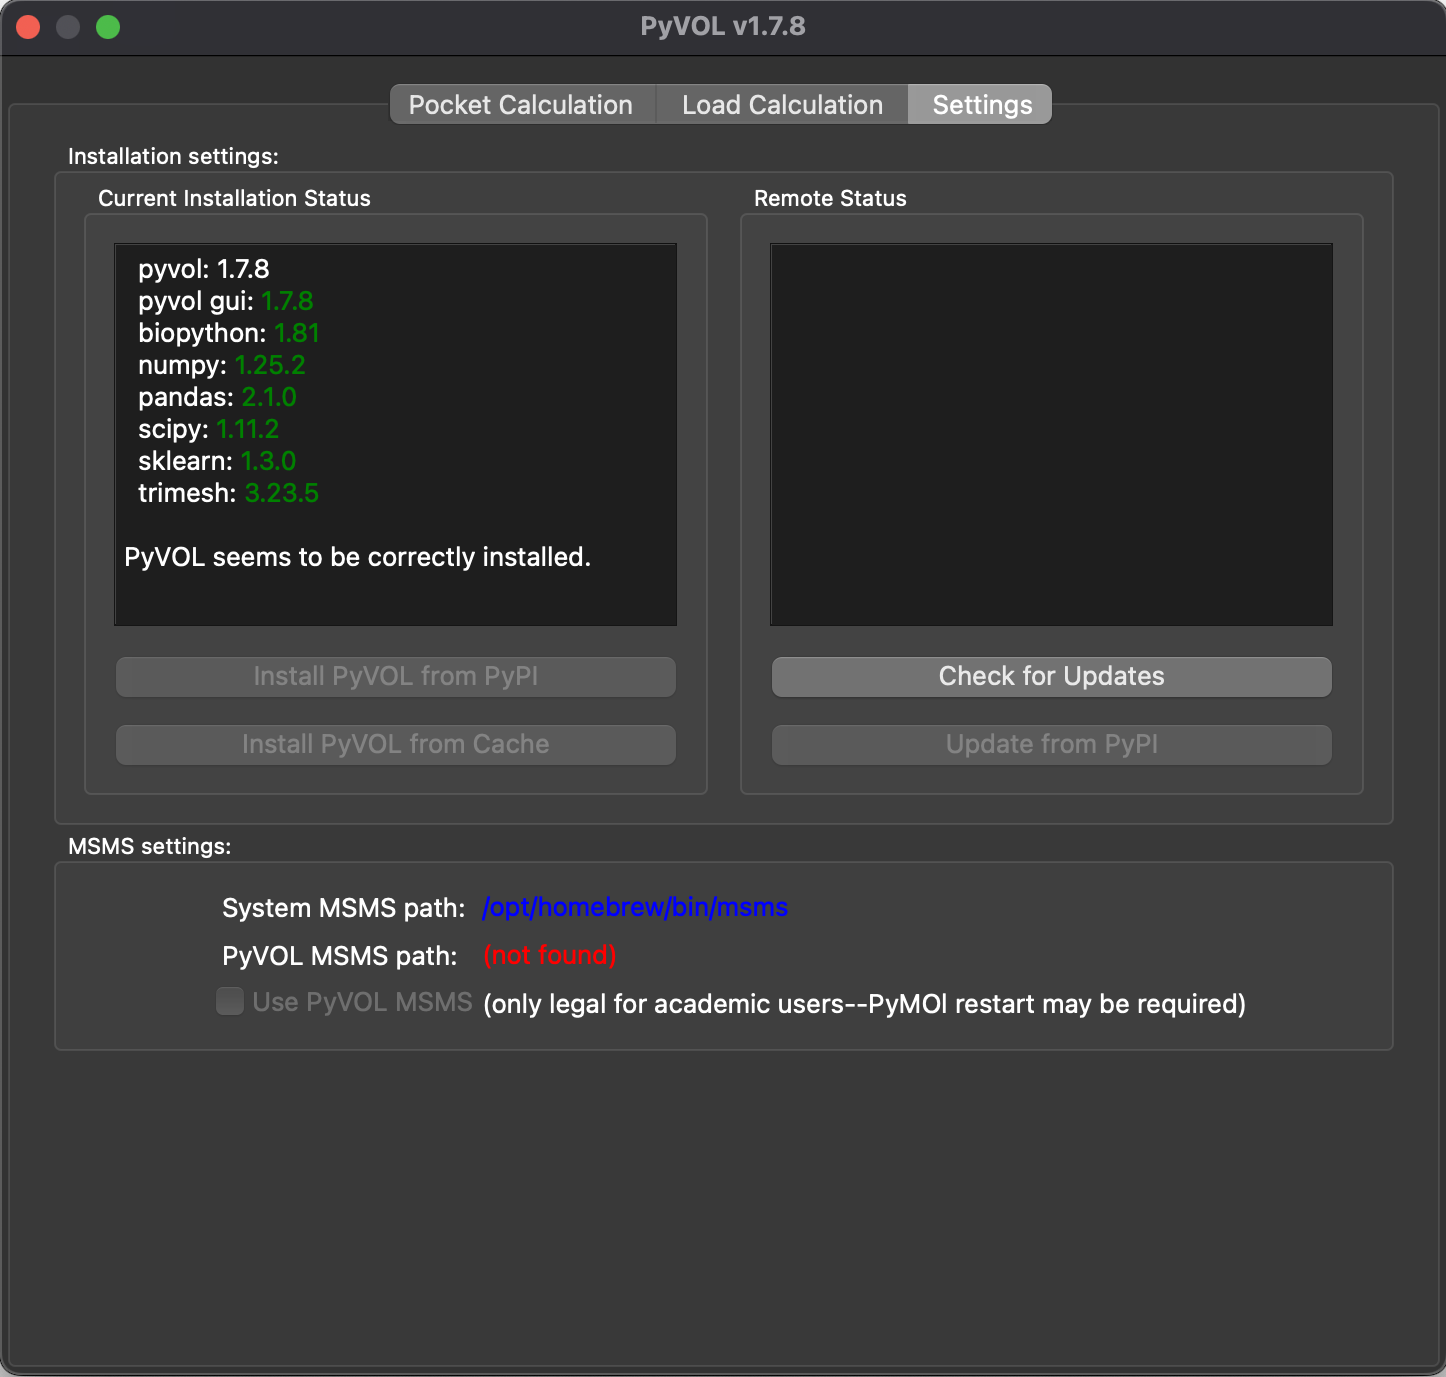 PyVOL v1.7.8
Pocket Calculation
Load Calculation
Settings
Installation settings:
Current Installation Status
pyvol: 1.7.8
pyvol gui: 1.7.8
biopython: 1.81
numpy: 1.25.2
pandas: 2.1.0
scipy: 1.11.2
sklearn: 1.3.0
trimesh: 3.23.5
PyVOL seems to be correctly installed.
Install PyVOL from PyPI
Install PyVOL from Cache
Remote Status
Check for Updates
Update from PyPI
MSMS settings:
System MSMS path: /opt/homebrew/bin/msms
PyVOL MSMS path: (not found)
Use PyVOL MSMS (only legal for academic users--PyMOl restart may be required)